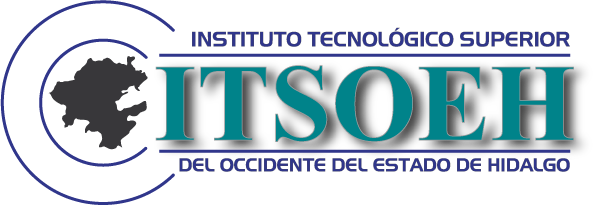 INSTITUTO TECNOLÓGICO SUPERIOR
ITSOEH
DEL OCCIDENTE DEL ESTADO DE HIDALGO